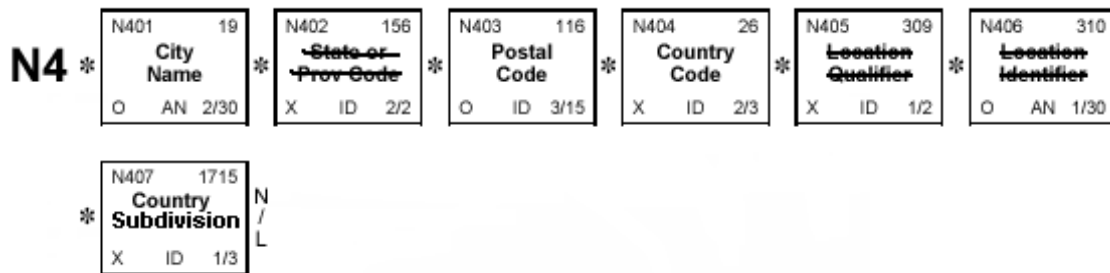 N401 19
City
Name
O AN 2/30
N402 156
State or
Prov Code
X ID 2/2
N403 116
Postal
Code
O ID 3/15
N404 26
Country
Code
X ID 2/3
N405 309
Location
Qualifier
X ID 1/2
N406 310
Location
Identifier
O AN 1/30
N4 * * * * * *
N407 1715
Country
Subdivision
X ID 1/3
*
N
/
L